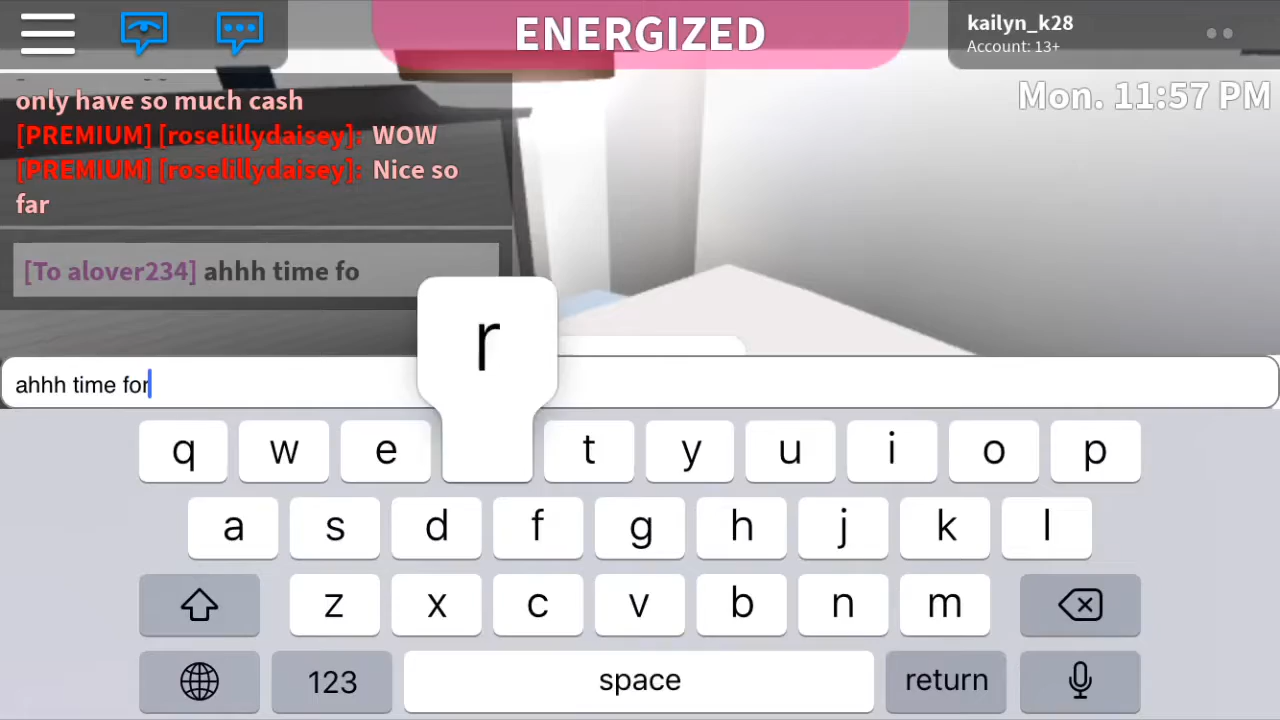 ENERGIZED
kailyn_k28
Account: 13+
Mon. 11:57 PM
only have so much cash
[PREMIUM] [roselillydaisey]: WOW
[PREMIUM] [roselillydaisey]: Nice so
far
[To alover234] ahhh time fo
r
ahhh time for
q w e t y u i o p
a s d f g h j k l
z x c v b n m
123 space return